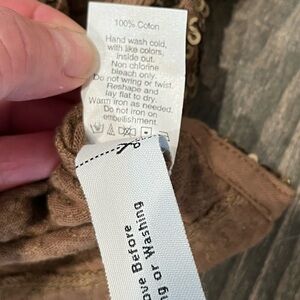 100% Coton
Hand wash cold,
with like colors,
inside out.
Non chlorine
bleach only.
Do not wring or twist.
Reshape and
lay flat to dry.
Warm iron as needed.
Do not iron on
embellishment.
ove Before
ng or Washing